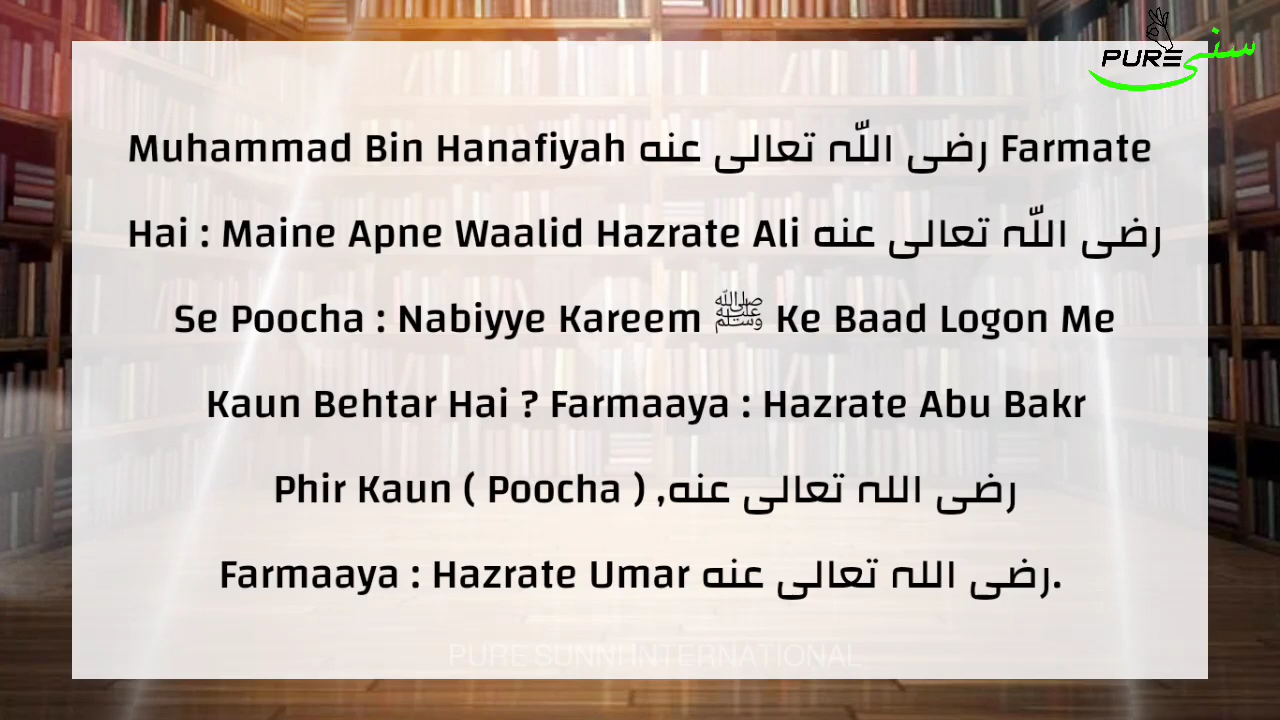 PURE سنی
Muhammad Bin Hanafiyah رضی اللّٰہ تعالی عنہ Farmate
Hai : Maine Apne Waalid Hazrate Ali رضی اللّٰہ تعالی عنہ
Se Poocha : Nabiyye Kareem ﷺ Ke Baad Logon Me
Kaun Behtar Hai ? Farmaaya : Hazrate Abu Bakr
رضی اللہ تعالی عنہ, ( Poocha ) Phir Kaun
Farmaaya : Hazrate Umar رضی اللہ تعالی عنہ.
PURE SUNNI INTERNATIONAL